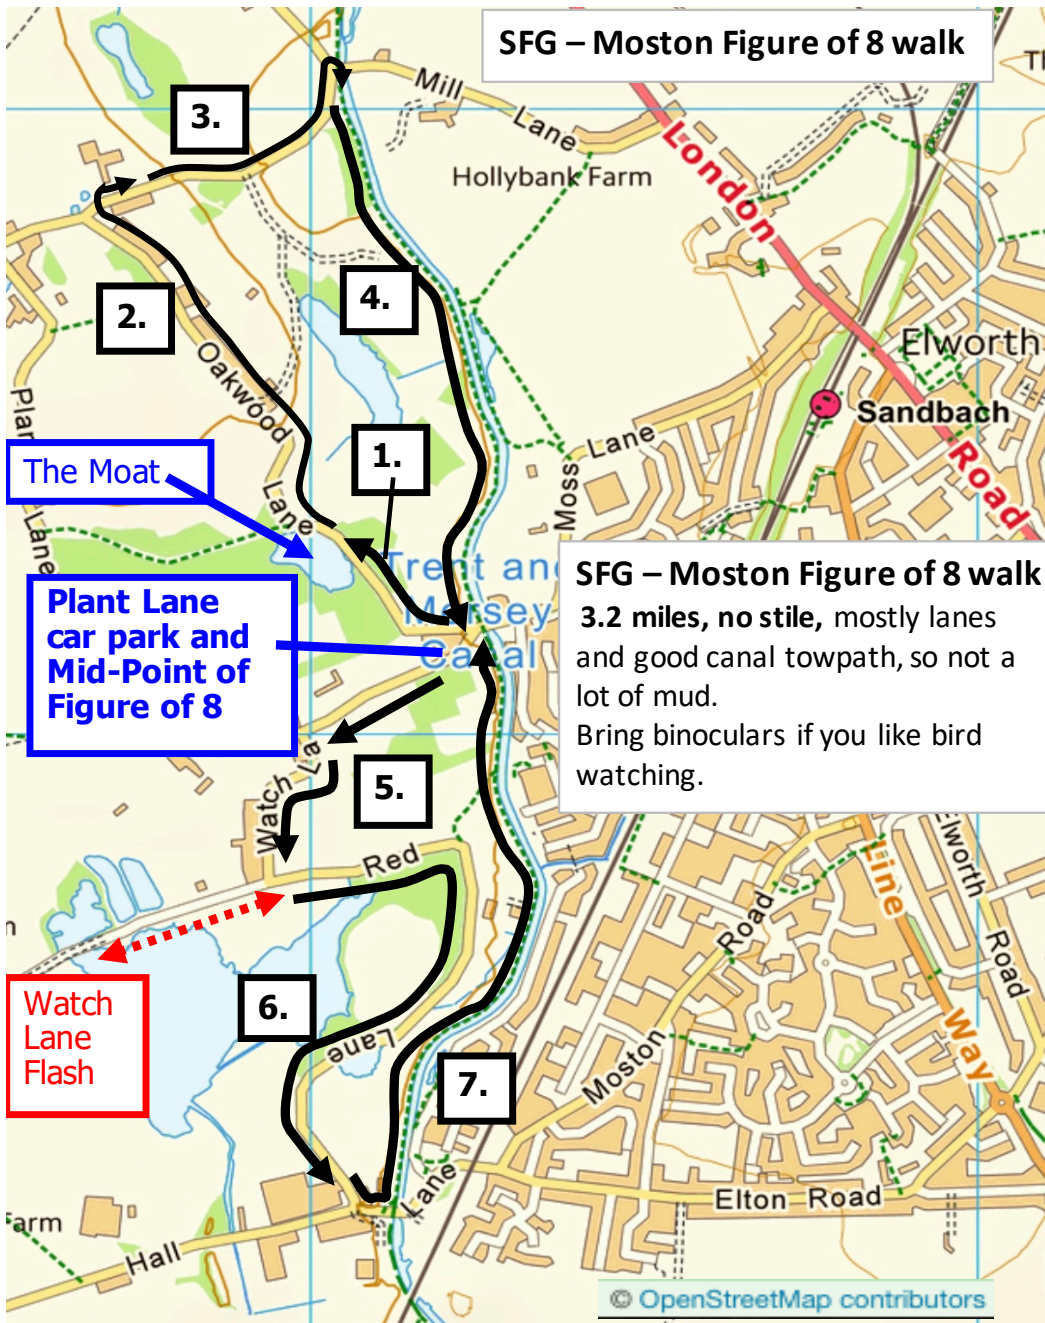 SFG – Moston Figure of 8 walk
Mill
Lane
Hollybank Farm
London
Road
3.
2.
4.
1.
Oakwood
Lane
Plan
Lane
The Moat
Moss
Lane
Elworth
Sandbach
Trent and
Mersey
Canal
Plant Lane
car park and
Mid-Point of
Figure of 8
SFG – Moston Figure of 8 walk
3.2 miles, no stile, mostly lanes
and good canal towpath, so not a
lot of mud.
Bring binoculars if you like bird
watching.
Watch La
5.
Red
Lane
Watch
Lane
Flash
6.
7.
Moston
Road
Line
Way
Elworth
Road
Elton Road
Hall
Lane
arm
© OpenStreetMap contributors